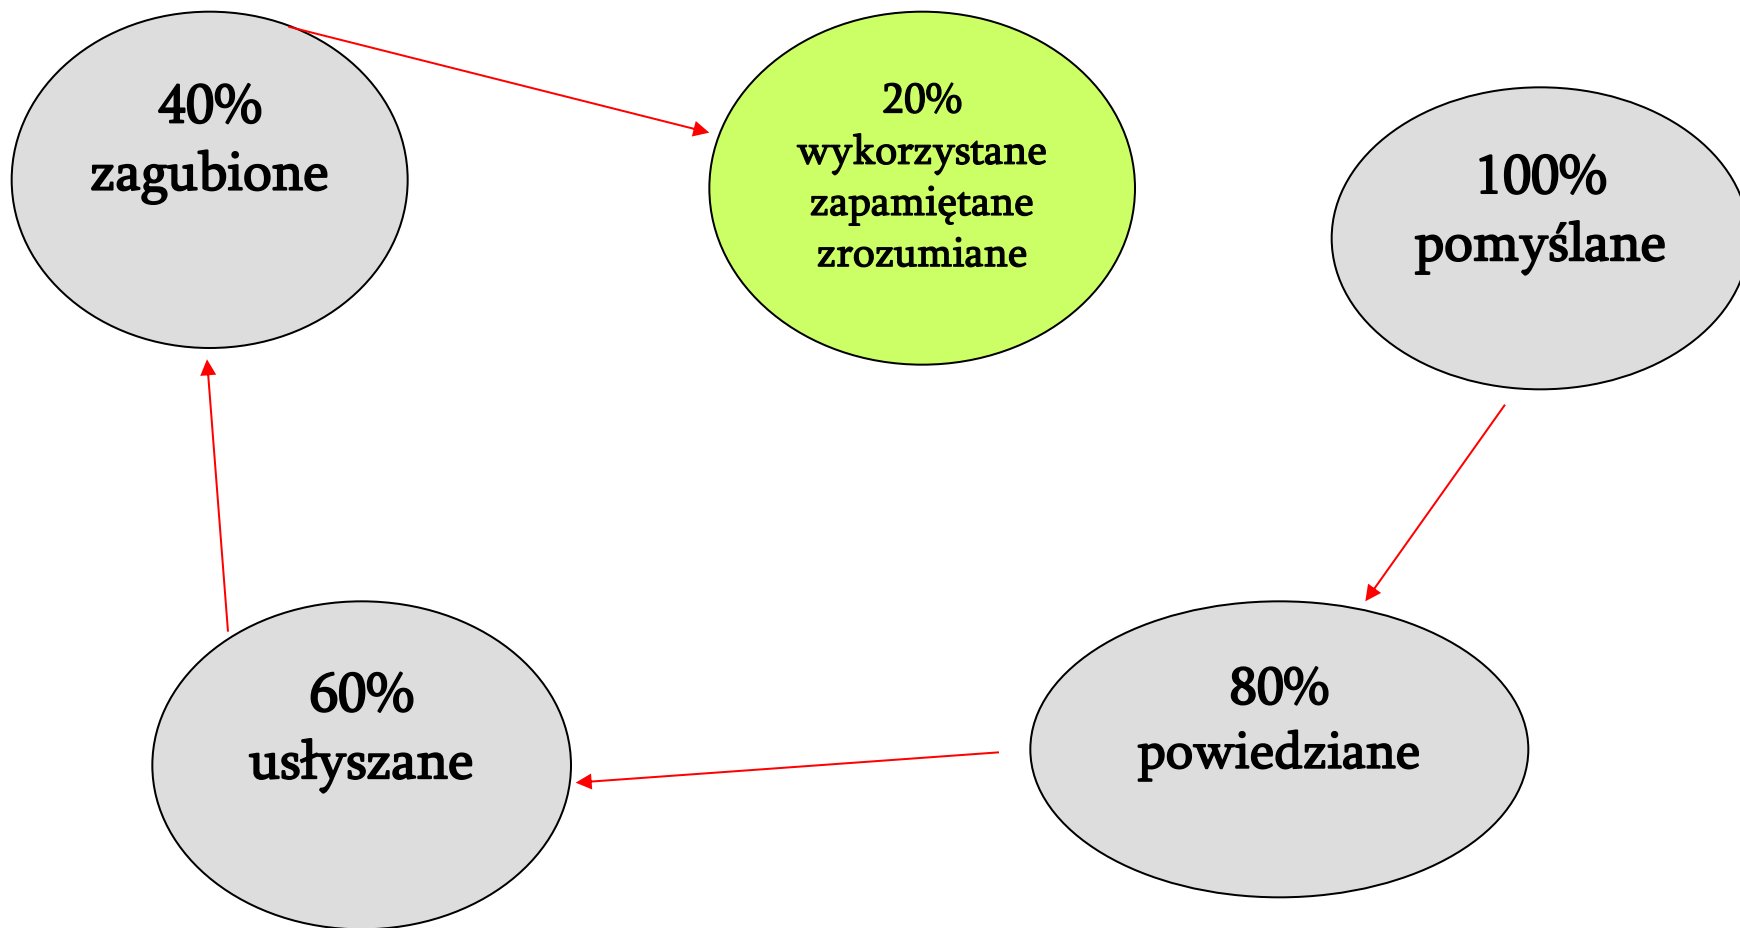 40%
zagubione
20%
wykorzystane
zapamiętane
zrozumiane
100%
pomyślane
60%
usłyszane
80%
powiedziane